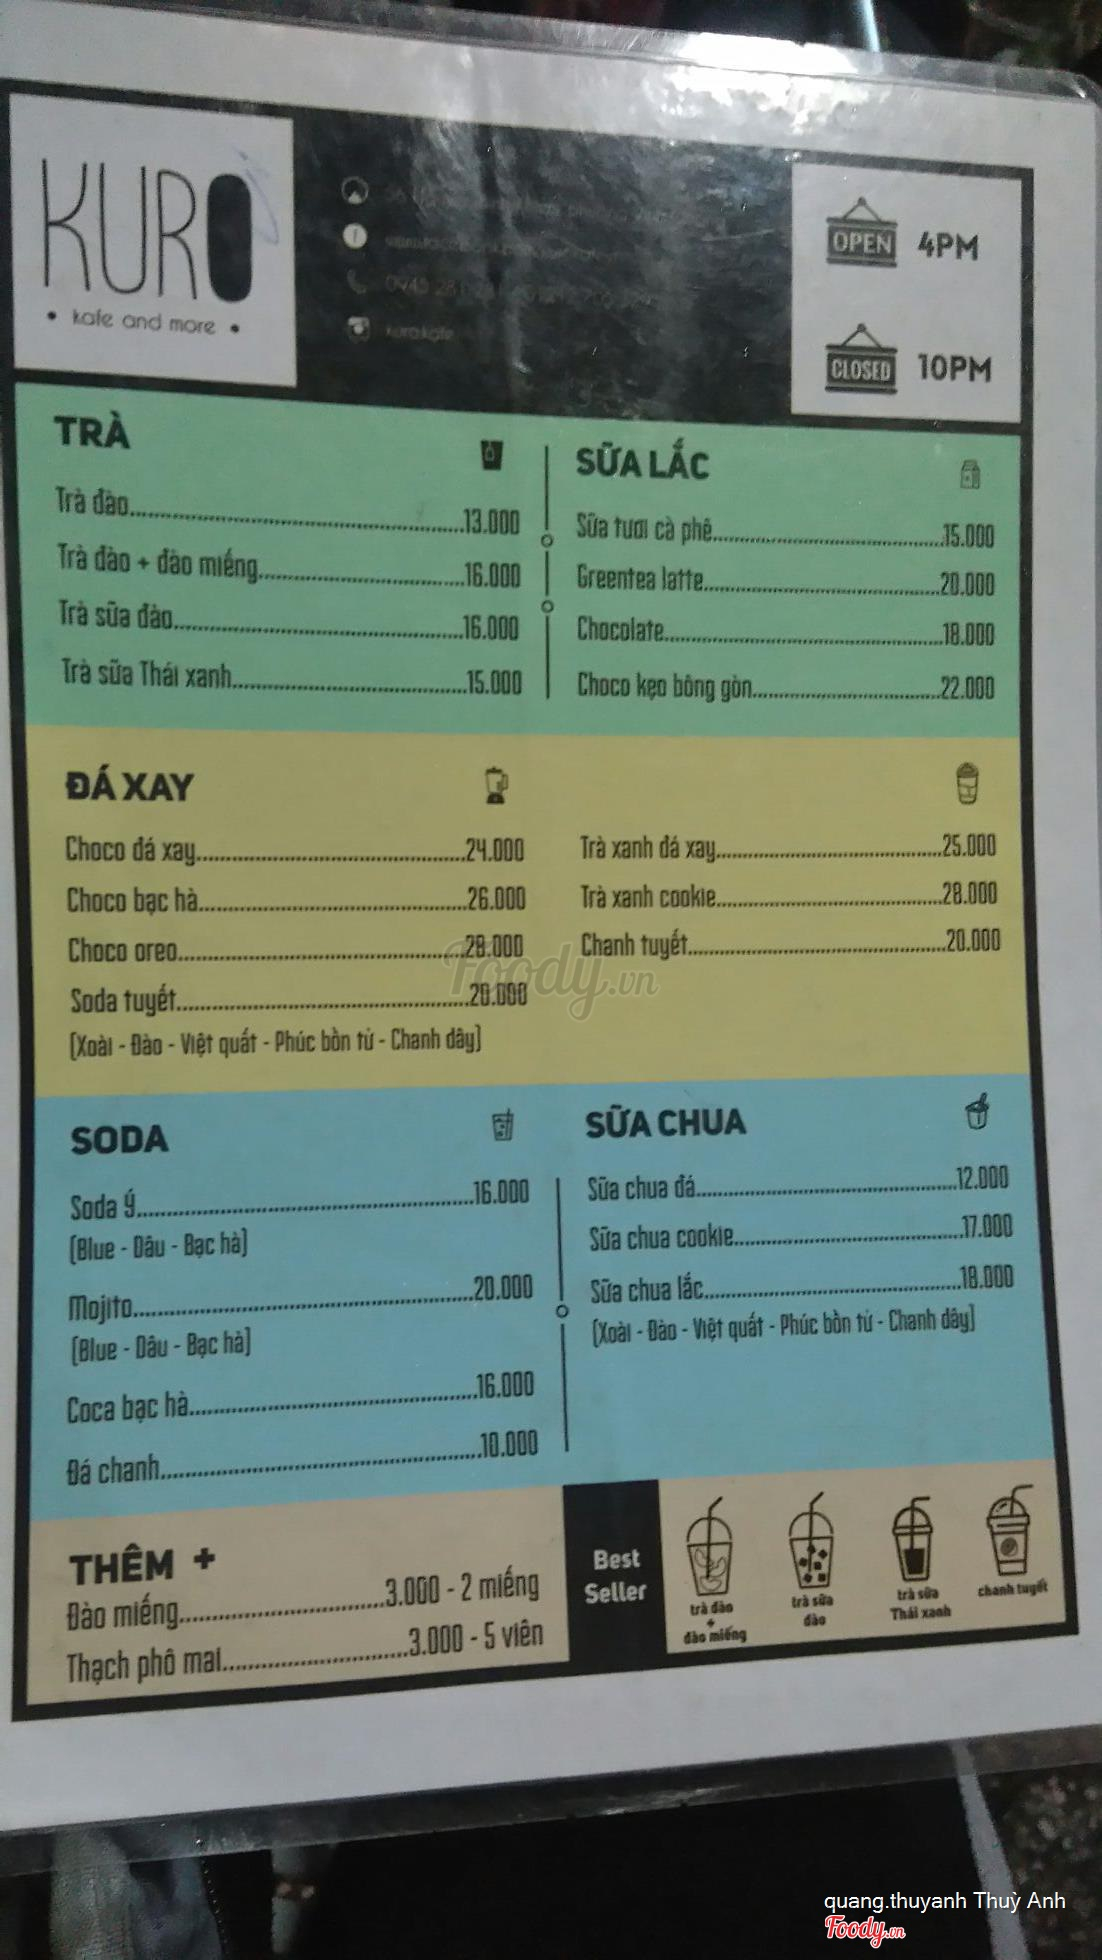 KURO
• kafe and more •
0945 281
kuro.kafe
OPEN 4PM
CLOSED 10PM
TRÀ
Trà đào 13.000
Trà đào + đào miếng 16.000
Trà sữa đào 16.000
Trà sữa Thái xanh 15.000
SỮA LẮC
Sữa tươi cà phê 15.000
Greentea latte 20.000
Chocolate 18.000
Choco kẹo bông gòn 22.000
ĐÁ XAY
Choco đá xay 24.000
Choco bạc hà 26.000
Choco oreo 28.000
Soda tuyết 20.000
(Xoài - Đào - Việt quất - Phúc bồn tử - Chanh dây)
Trà xanh đá xay 25.000
Trà xanh cookie 28.000
Chanh tuyết 20.000
Foody.vn
SODA
Soda ý 16.000
(Blue - Dâu - Bạc hà)
Mojito 20.000
(Blue - Dâu - Bạc hà)
Coca bạc hà 16.000
Đá chanh 10.000
SỮA CHUA
Sữa chua đá 12.000
Sữa chua cookie 17.000
Sữa chua lắc 18.000
(Xoài - Đào - Việt quất - Phúc bồn tử - Chanh dây)
THÊM +
Đào miếng 3.000 - 2 miếng
Thạch phô mai 3.000 - 5 viên
Best
Seller
trà đào
+
đào miếng
trà sữa
đào
trà sữa
Thái xanh
chanh tuyết
quang.thuyanh Thuỳ Anh
Foody.vn